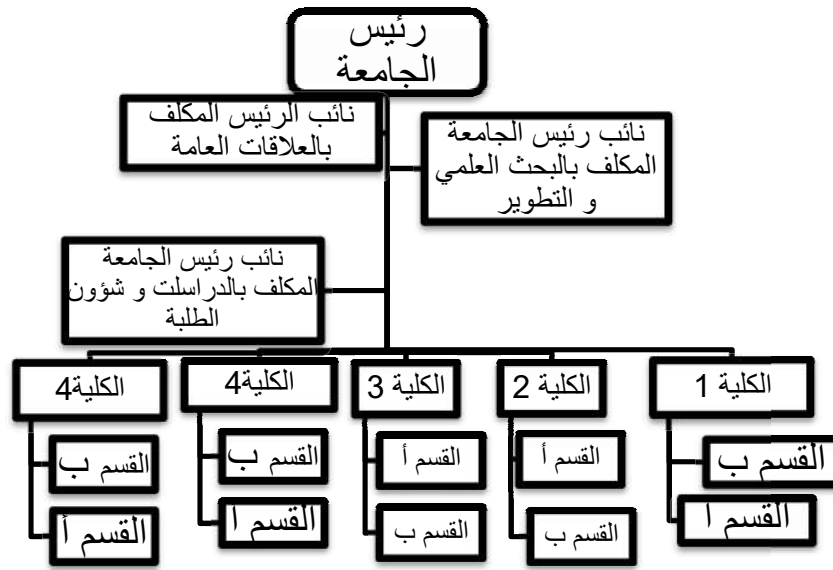 رئيس
الجامعة
نائب الرئيس المكلف
بالعلاقات العامة
نائب رئيس الجامعة
المكلف بالبحث العلمي
و التطوير
نائب رئيس الجامعة
المكلف بالدراسلت و شؤون
الطلبة
الكلية 1
الكلية 2
الكلية 3
الكلية4
الكلية4
القسم ب
القسم أ
القسم أ
القسم ب
القسم ب
القسم ا
القسم ب
القسم ب
القسم ا
القسم أ